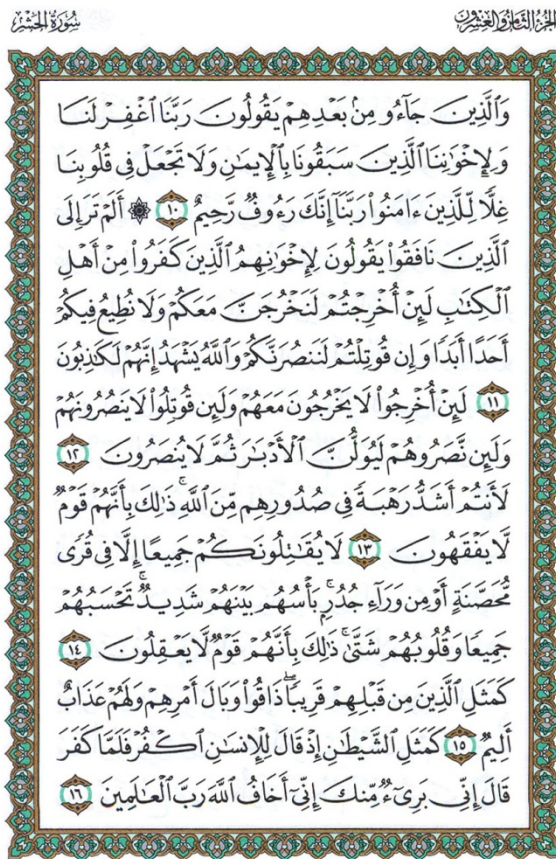 الجزء الثامن والعشرون
سورة الحشر
وَٱلَّذِينَ جَآءُو مِنۢ بَعۡدِهِمۡ يَقُولُونَ رَبَّنَا ٱغۡفِرۡ لَنَا
وَلِإِخۡوَٰنِنَا ٱلَّذِينَ سَبَقُونَا بِٱلۡإِيمَٰنِ وَلَا تَجۡعَلۡ فِي قُلُوبِنَا
غِلّٗا لِّلَّذِينَ ءَامَنُواْ رَبَّنَآ إِنَّكَ رَءُوفٞ رَّحِيمٌ ١٠ ۞ أَلَمۡ تَرَ إِلَى
ٱلَّذِينَ نَافَقُواْ يَقُولُونَ لِإِخۡوَٰنِهِمُ ٱلَّذِينَ كَفَرُواْ مِنۡ أَهۡلِ
ٱلۡكِتَٰبِ لَئِنۡ أُخۡرِجۡتُمۡ لَنَخۡرُجَنَّ مَعَكُمۡ وَلَا نُطِيعُ فِيكُمۡ
أَحَدًا أَبَدٗا وَإِن قُوتِلۡتُمۡ لَنَنصُرَنَّكُمۡ وَٱللَّهُ يَشۡهَدُ إِنَّهُمۡ لَكَٰذِبُونَ
١١ لَئِنۡ أُخۡرِجُواْ لَا يَخۡرُجُونَ مَعَهُمۡ وَلَئِن قُوتِلُواْ لَا يَنصُرُونَهُمۡ
وَلَئِن نَّصَرُوهُمۡ لَيُوَلُّنَّ ٱلۡأَدۡبَٰرَ ثُمَّ لَا يُنصَرُونَ ١٢
لَأَنتُمۡ أَشَدُّ رَهۡبَةٗ فِي صُدُورِهِم مِّنَ ٱللَّهِۚ ذَٰلِكَ بِأَنَّهُمۡ قَوۡمٞ
لَّا يَفۡقَهُونَ ١٣ لَا يُقَٰتِلُونَكُمۡ جَمِيعًا إِلَّا فِي قُرٗى
مُّحَصَّنَةٍ أَوۡ مِن وَرَآءِ جُدُرِۭۚ بَأۡسُهُم بَيۡنَهُمۡ شَدِيدٞۚ تَحۡسَبُهُمۡ
جَمِيعٗا وَقُلُوبُهُمۡ شَتَّىٰۚ ذَٰلِكَ بِأَنَّهُمۡ قَوۡمٞ لَّا يَعۡقِلُونَ ١٤
كَمَثَلِ ٱلَّذِينَ مِن قَبۡلِهِمۡ قَرِيبٗاۖ ذَاقُواْ وَبَالَ أَمۡرِهِمۡ وَلَهُمۡ عَذَابٌ
أَلِيمٞ ١٥ كَمَثَلِ ٱلشَّيۡطَٰنِ إِذۡ قَالَ لِلۡإِنسَٰنِ ٱكۡفُرۡ فَلَمَّا كَفَرَ
قَالَ إِنِّي بَرِيٓءٞ مِّنكَ إِنِّيٓ أَخَافُ ٱللَّهَ رَبَّ ٱلۡعَٰلَمِينَ ١٦